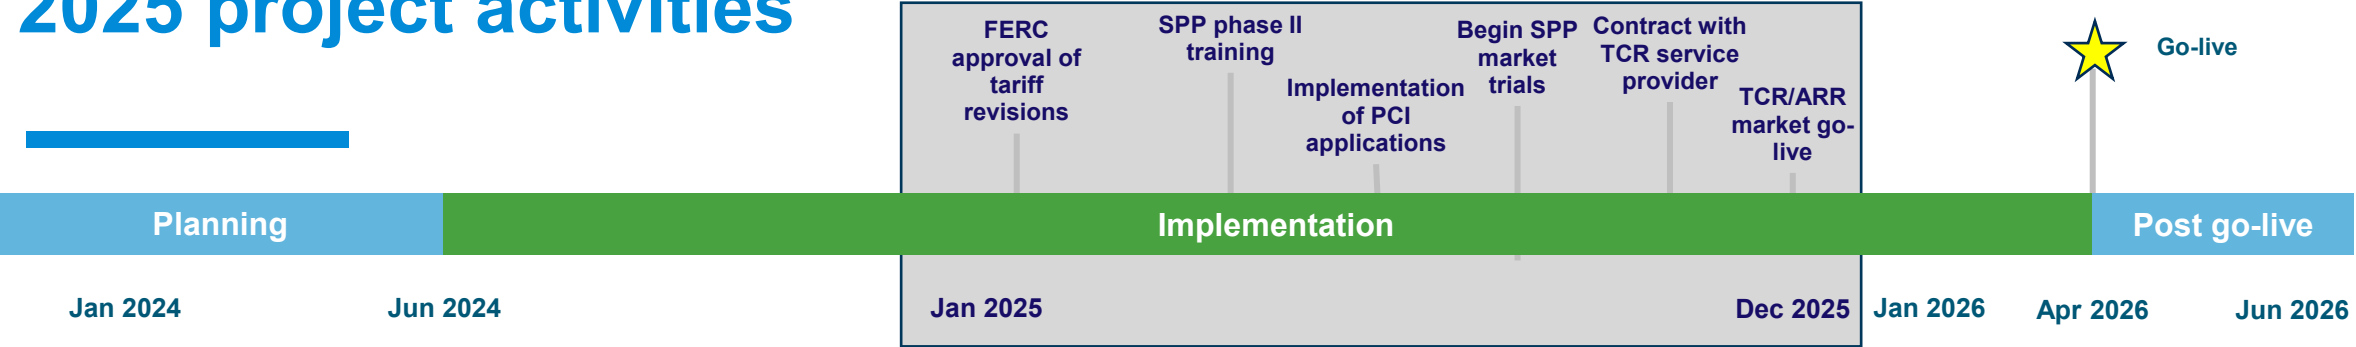 2025 project activities
FERC
approval of
tariff
revisions
SPP phase II
training
Implementation
of PCI
applications
Begin SPP
market
trials
Contract with
TCR service
provider
TCR/ARR
market go-
live
Go-live
Planning
Implementation
Post go-live
Jan 2024
Jun 2024
Jan 2025
Dec 2025
Jan 2026
Apr 2026
Jun 2026